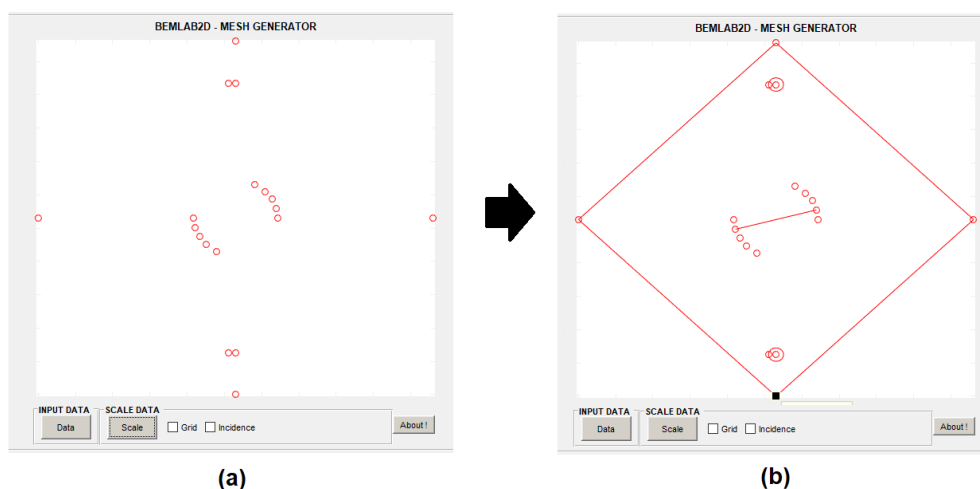 BEMLAB2D - MESH GENERATOR
INPUT DATA
SCALE DATA
Data
Scale
Grid
Incidence
About !
(a)
BEMLAB2D - MESH GENERATOR
INPUT DATA
SCALE DATA
Data
Scale
Grid
Incidence
About !
(b)